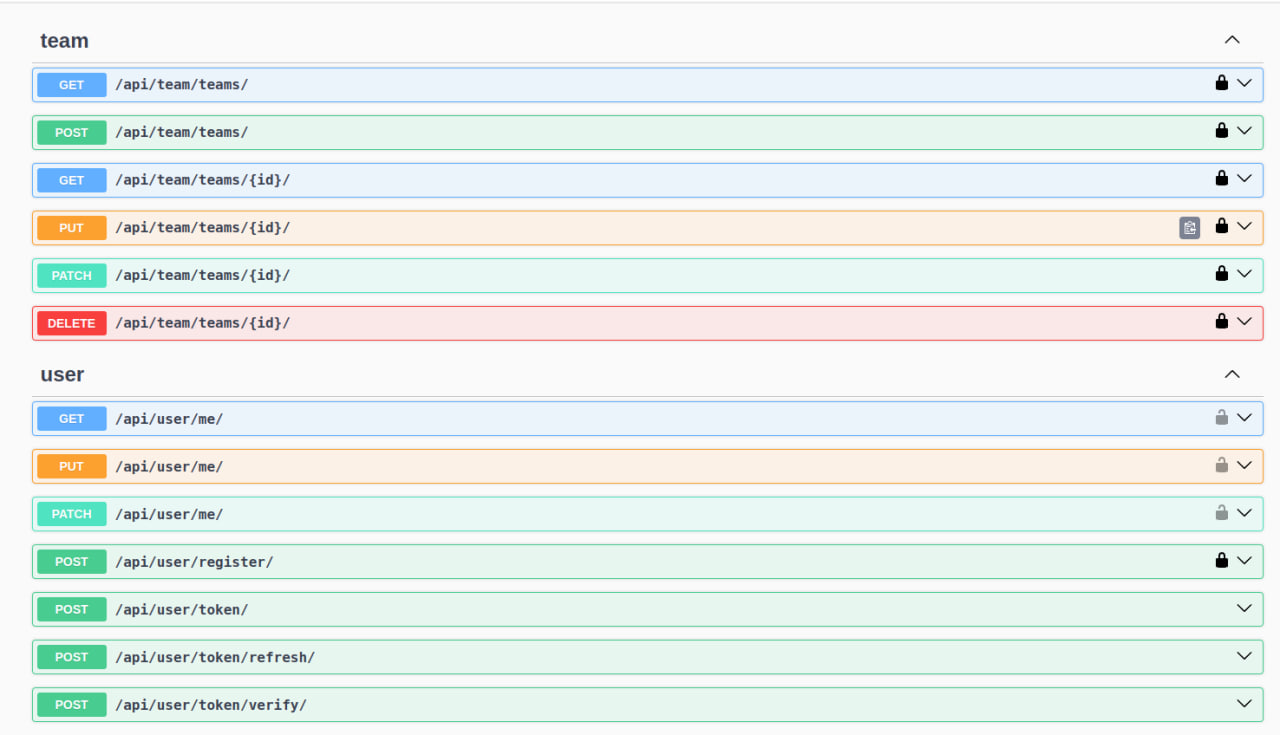 team
GET /api/team/teams/
POST /api/team/teams/
GET /api/team/teams/{id}/
PUT /api/team/teams/{id}/
PATCH /api/team/teams/{id}/
DELETE /api/team/teams/{id}/
user
GET /api/user/me/
PUT /api/user/me/
PATCH /api/user/me/
POST /api/user/register/
POST /api/user/token/
POST /api/user/token/refresh/
POST /api/user/token/verify/